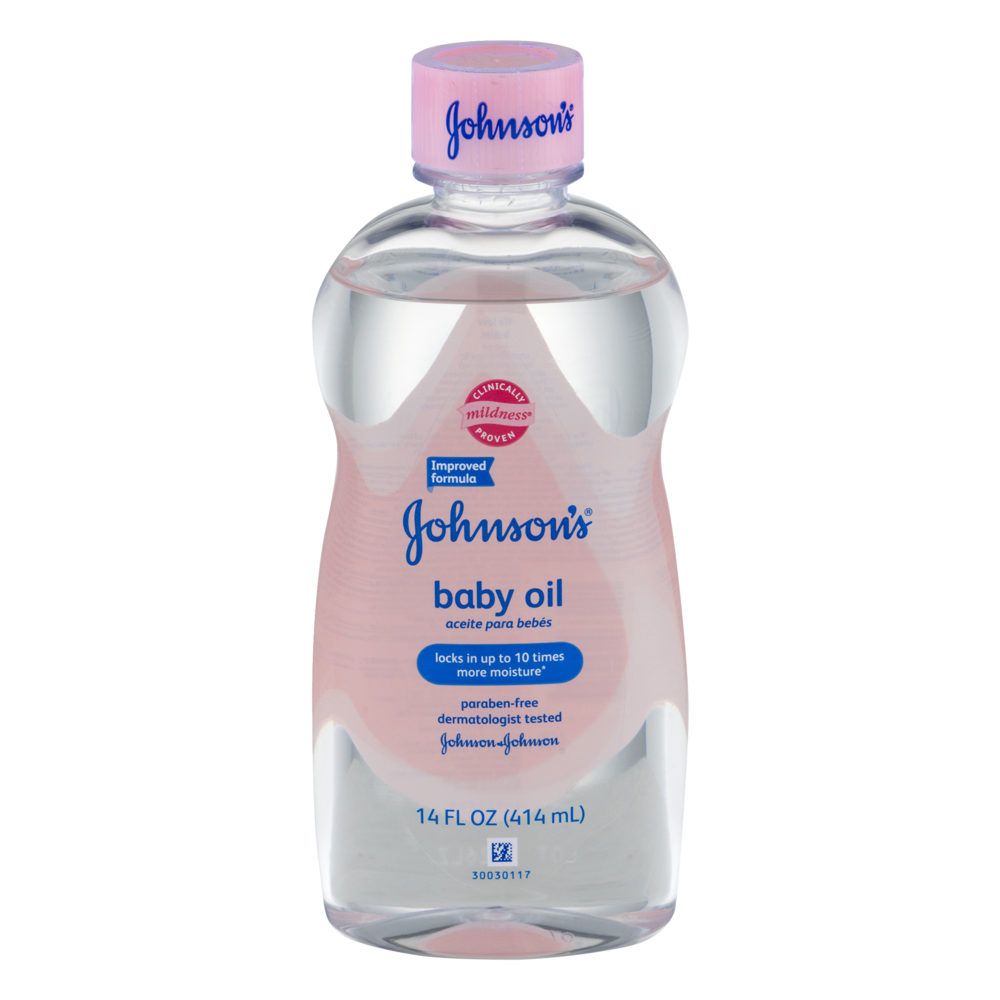 Johnson's®
CLINICALLY
mildness®
PROVEN
Improved
formula
Johnson's®
baby oil
aceite para bebés
locks in up to 10 times
more moisture*
paraben-free
dermatologist tested
Johnson & Johnson
14 FL OZ (414 mL)
30030117